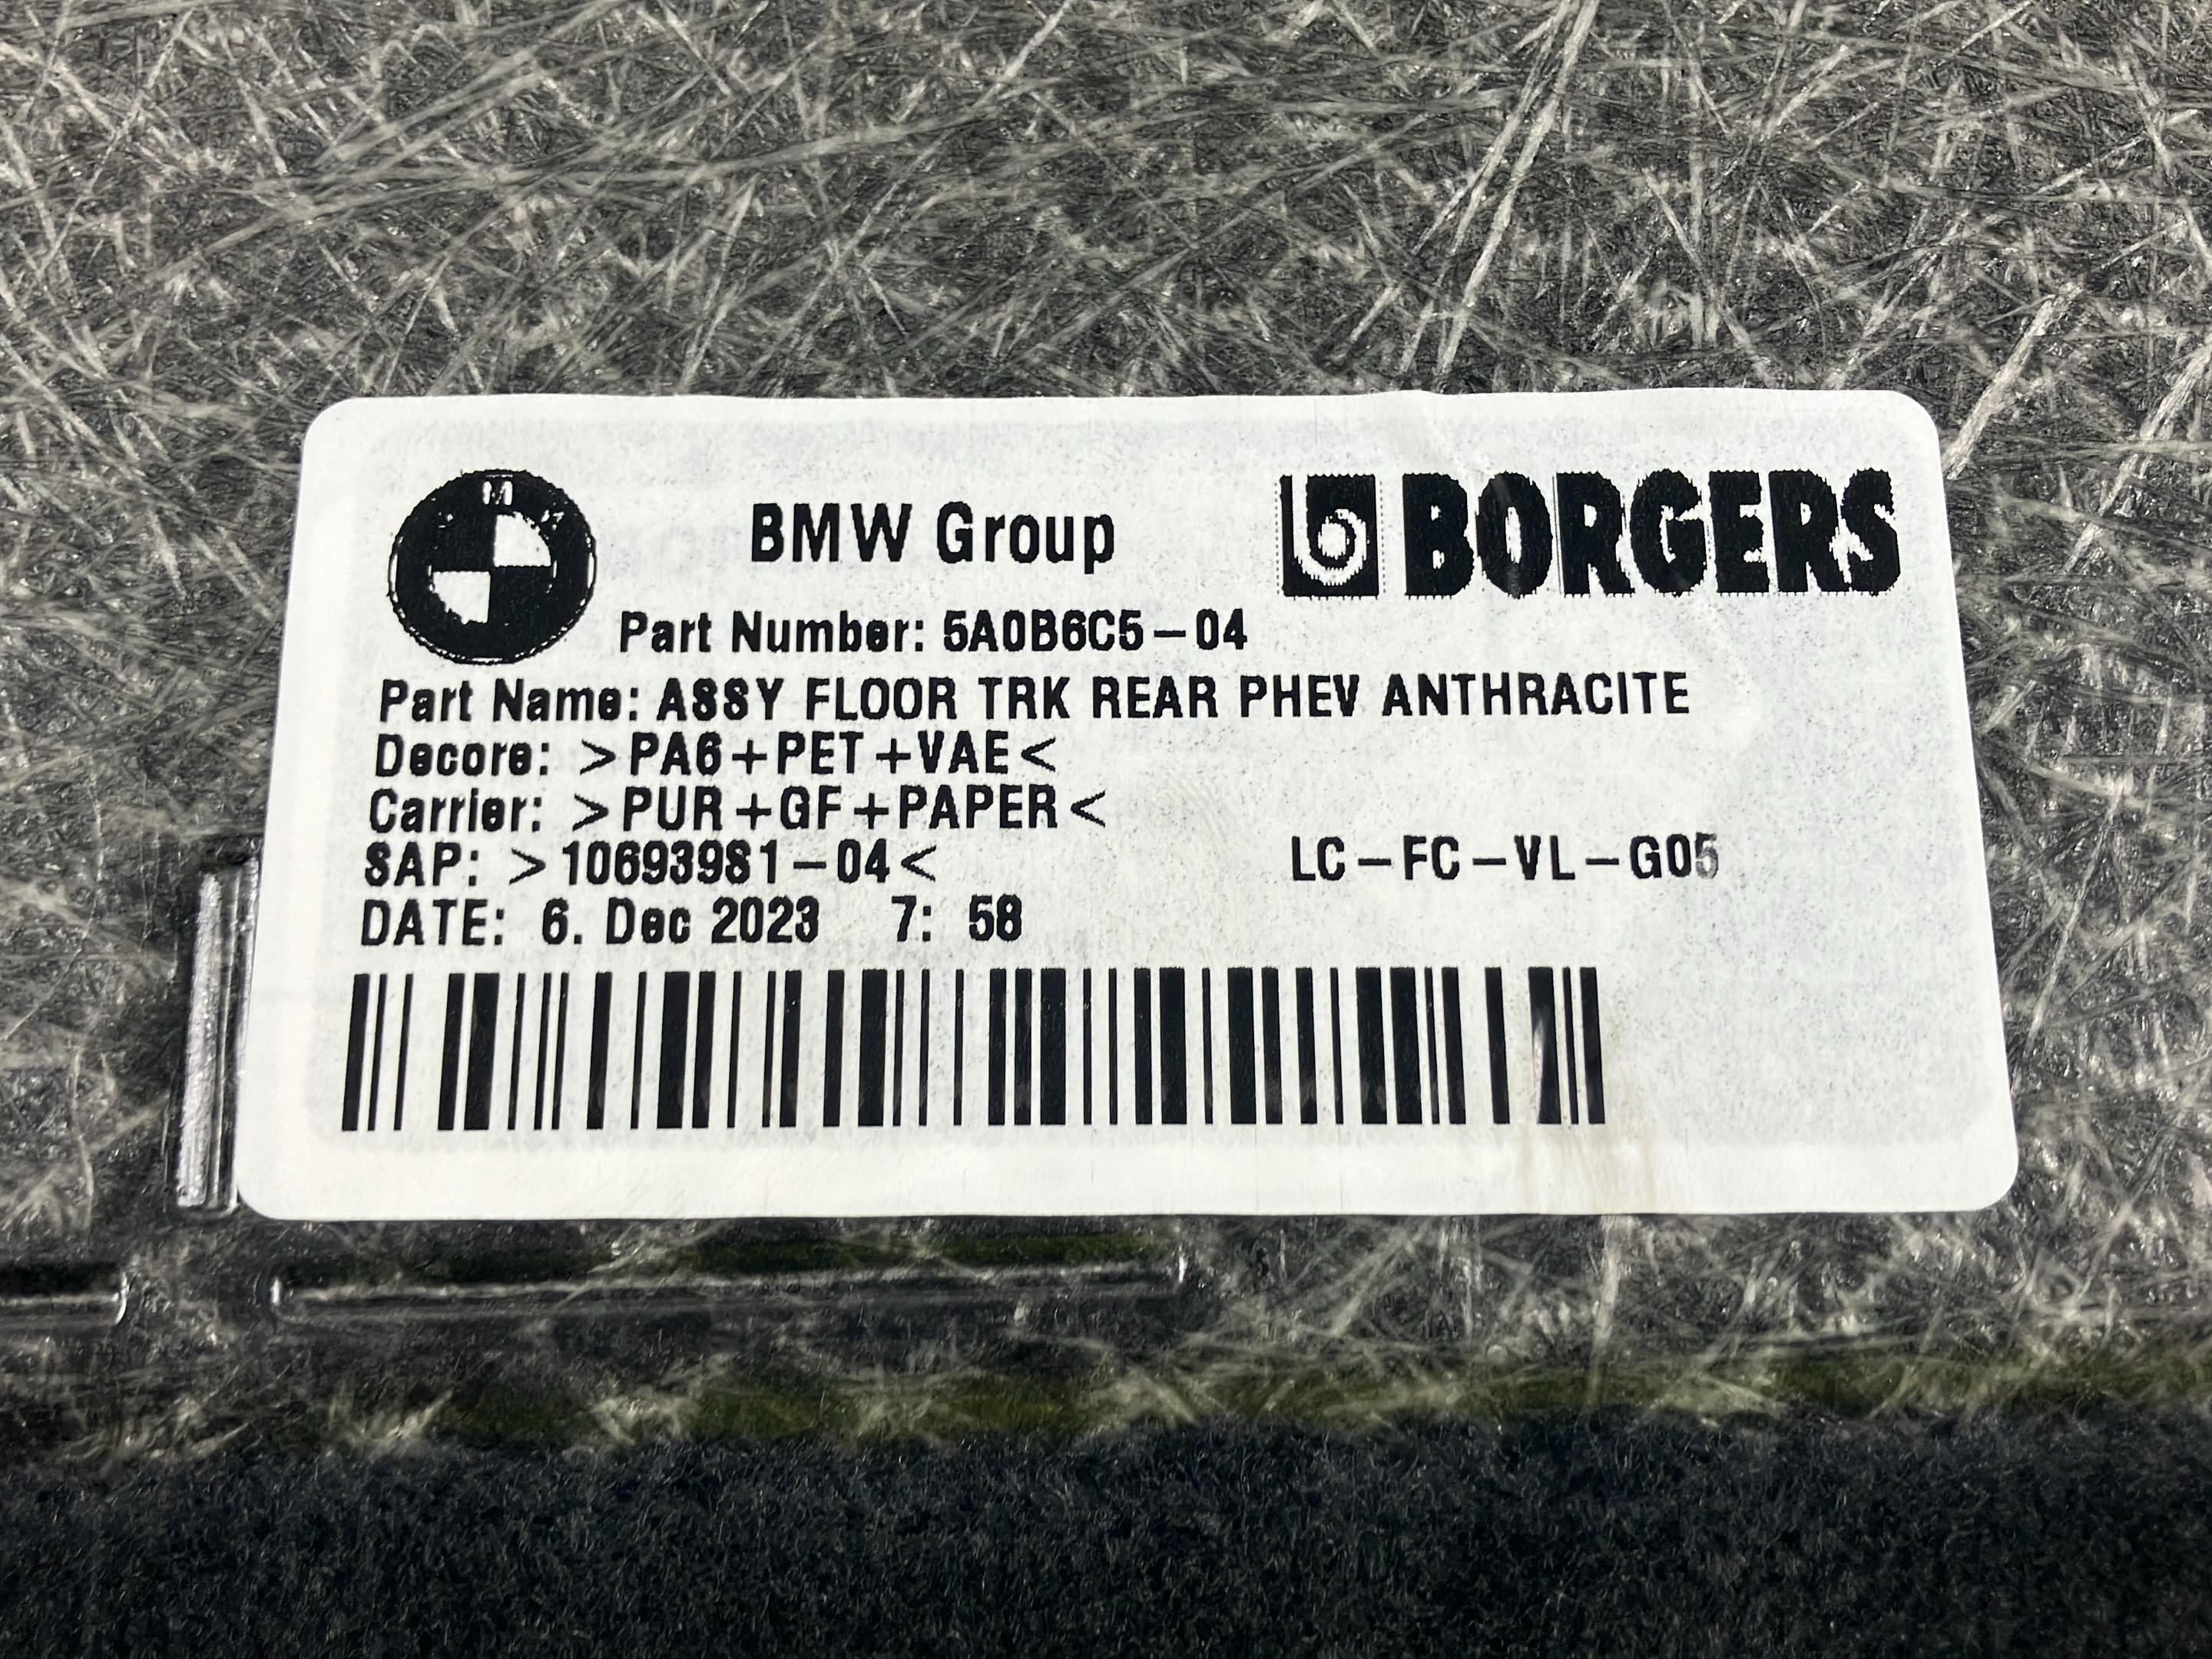 BMW Group
BORGERS
Part Number: 5A0B6C5-04
Part Name: ASSY FLOOR TRK REAR PHEV ANTHRACITE
Decore: >PA6+PET+VAE<
Carrier: >PUR+GF+PAPER<
SAP: >10693981-04< LC-FC-VL-G05
DATE: 6. Dec 2023 7: 58